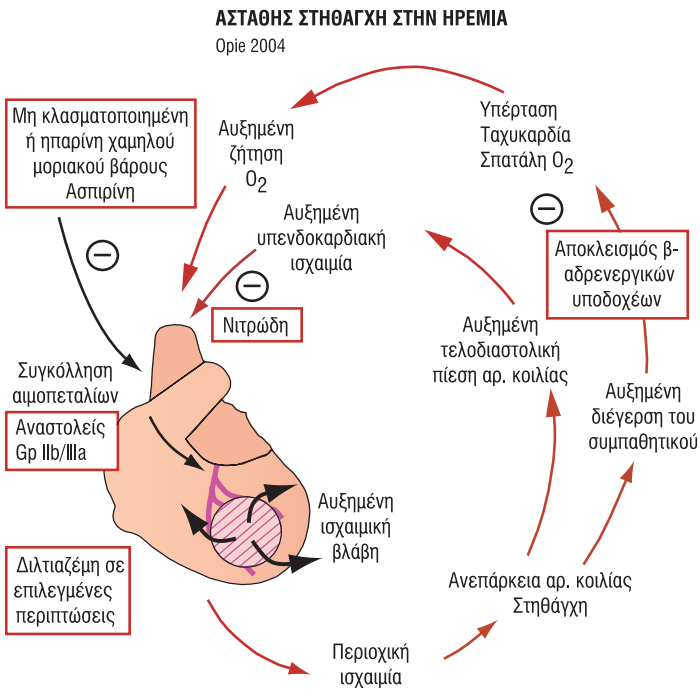 ΑΣΤΑΘΗΣ ΣΤΗΘΑΓΧΗ ΣΤΗΝ ΗΡΕΜΙΑ
Opie 2004
Μη κλασματοποιημένη
ή ηπαρίνη χαμηλού
μοριακού βάρους
Ασπιρίνη
Αυξημένη
ζήτηση
O2
Υπέρταση
Ταχυκαρδία
Σπατάλη O2
Αυξημένη
υπενδοκαρδιακή
ισχαιμία
Αποκλεισμός β-
αδρενεργικών
υποδοχέων
Νιτρώδη
Αυξημένη
τελοδιαστολική
πίεση αρ. κοιλίας
Συγκόλληση
αιμοπεταλίων
Αναστολείς
Gp IIb/IIIa
Αυξημένη
διέγερση του
συμπαθητικού
Αυξημένη
ισχαιμική
βλάβη
Διλτιαζέμη σε
επιλεγμένες
περιπτώσεις
Ανεπάρκεια αρ. κοιλίας
Στηθάγχη
Περιοχική
ισχαιμία